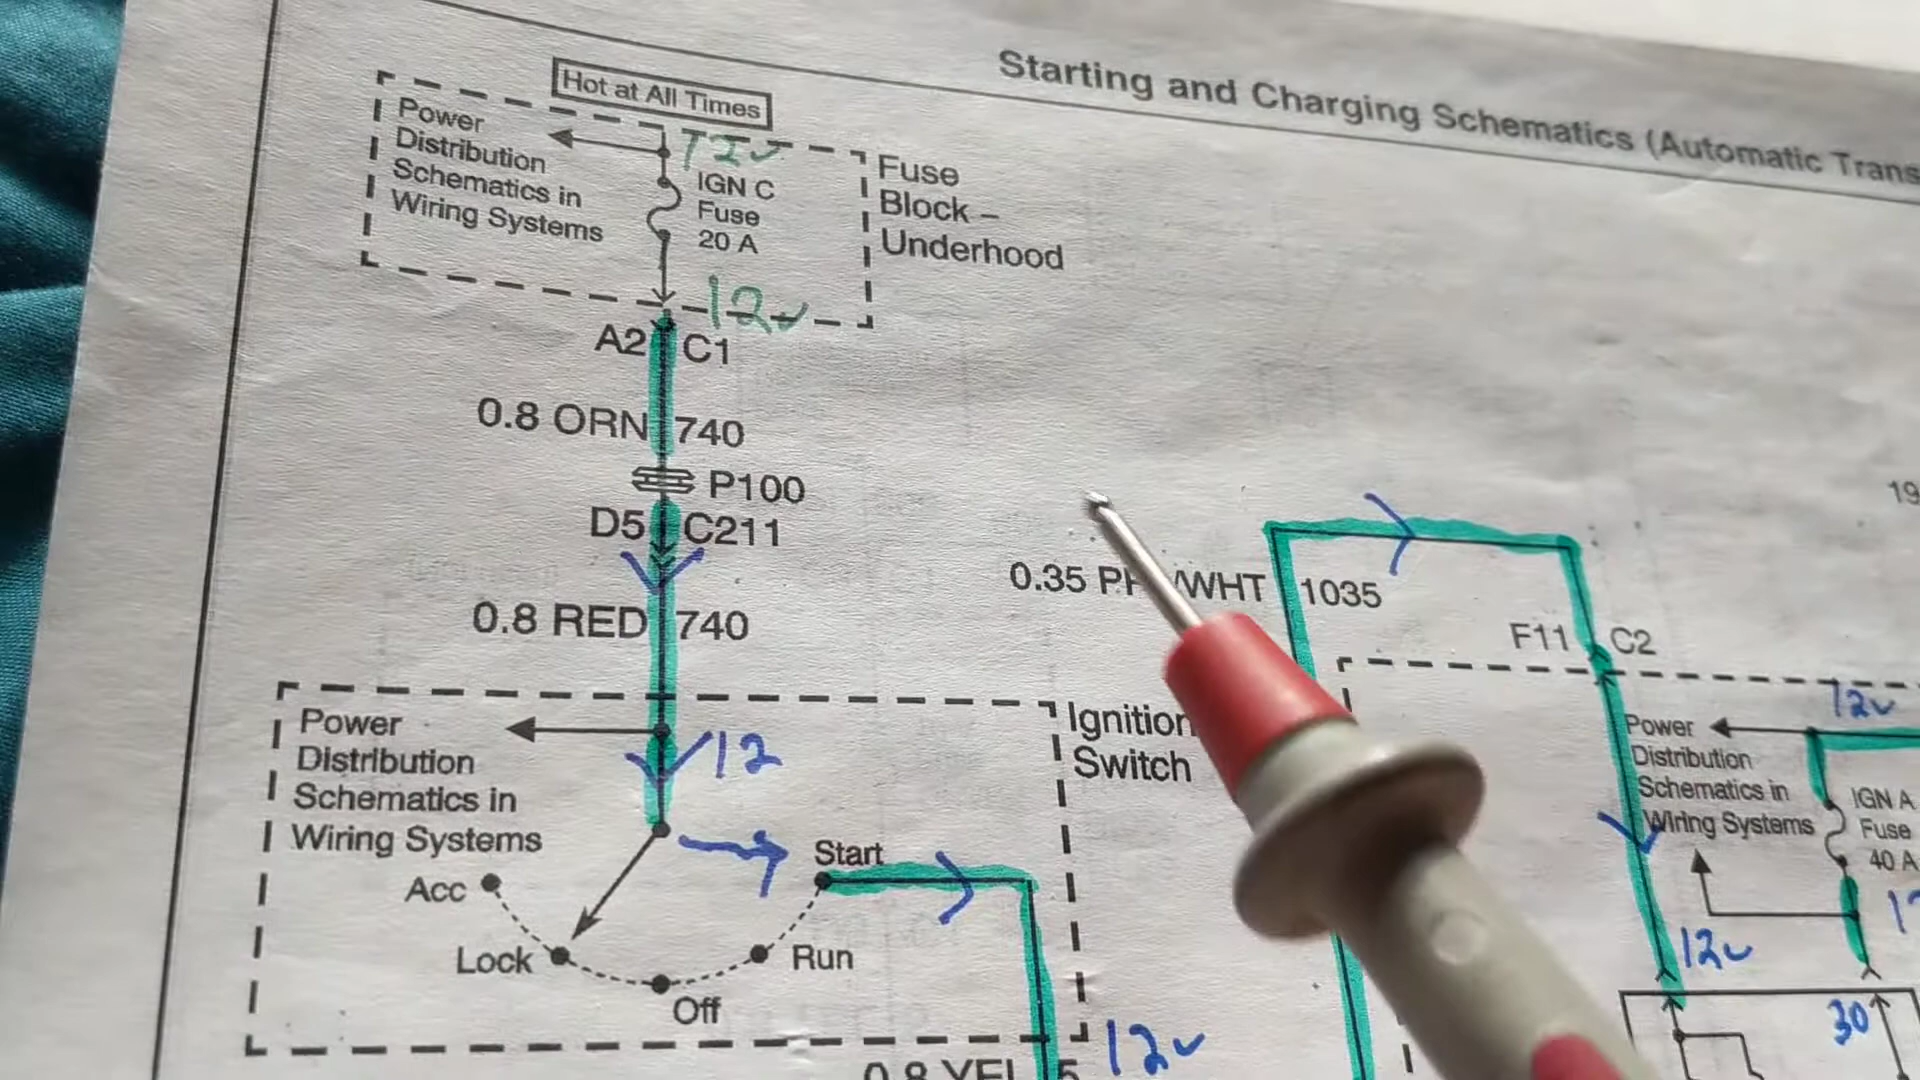 Starting and Charging Schematics (Automatic Trans
Hot at All Times
Power
Distribution
Schematics in
Wiring Systems
12v
IGN C
Fuse
20 A
Fuse
Block –
Underhood
12v
A2 C1
0.8 ORN 740
P100
D5 C211
0.8 RED 740
19
0.35 WHT 1035
F11 C2
Power
Distribution
Schematics in
Wiring Systems
12
Ignition
Switch
Start
Acc
Lock
Run
Off
12v
Power
Distribution
Schematics in
Wiring Systems
12v
IGN A
Fuse
40 A
12v
30
0.8 YEL 5